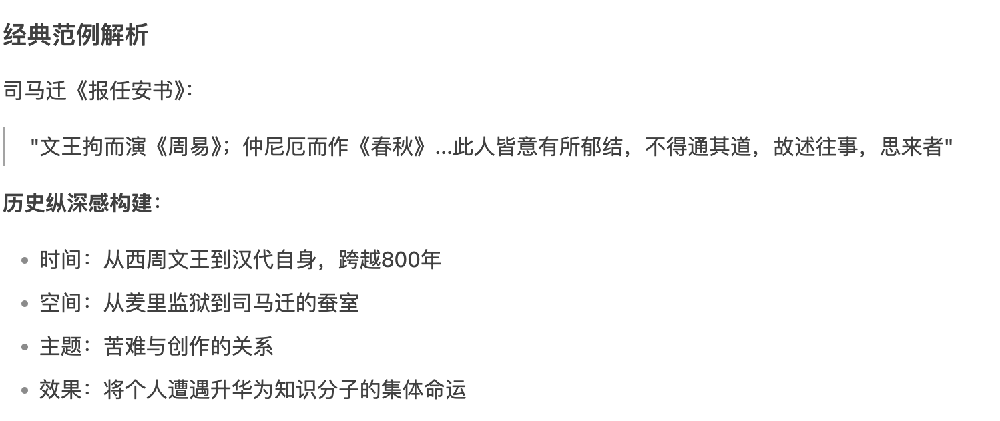 经典范例解析
司马迁《报任安书》:
"文王拘而演《周易》；仲尼厄而作《春秋》...此人皆意有所郁结，不得通其道，故述往事，思来者"
历史纵深感构建：
时间：从西周文王到汉代自身，跨越800年
空间：从羑里监狱到司马迁的蚕室
主题：苦难与创作的关系
效果：将个人遭遇升华为知识分子的集体命运